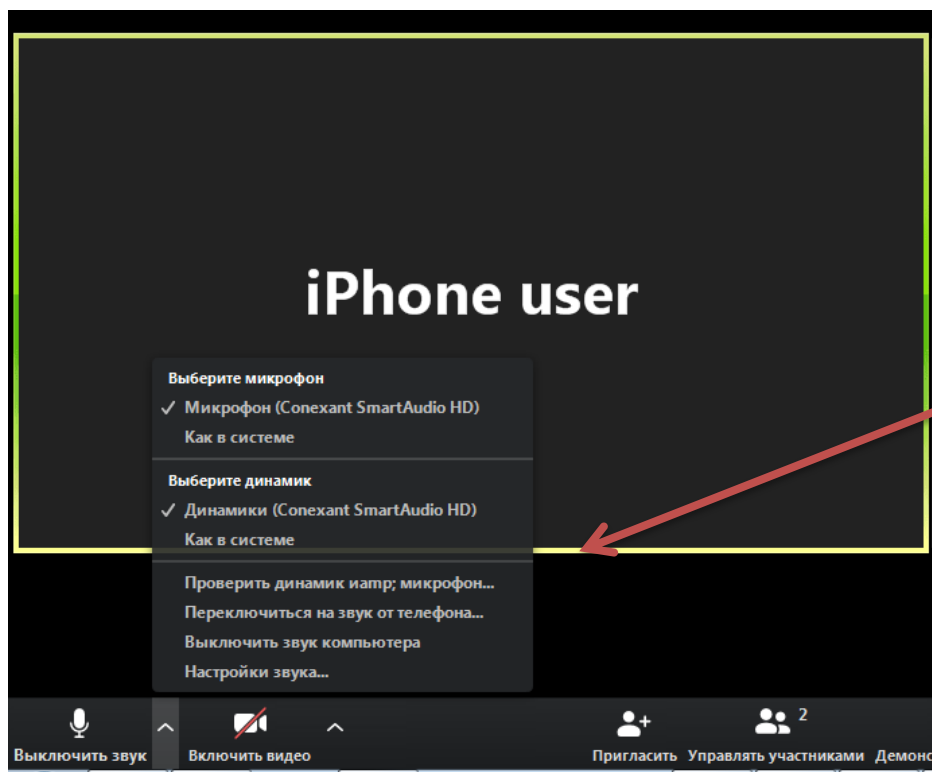 iPhone user
Выберите микрофон
Микрофон (Conexant SmartAudio HD)
Как в системе
Выберите динамик
Динамики (Conexant SmartAudio HD)
Как в системе
Проверить динамик иamp; микрофон...
Переключиться на звук от телефона...
Выключить звук компьютера
Настройки звука...
2
Выключить звук Включить видео Пригласить Управлять участниками